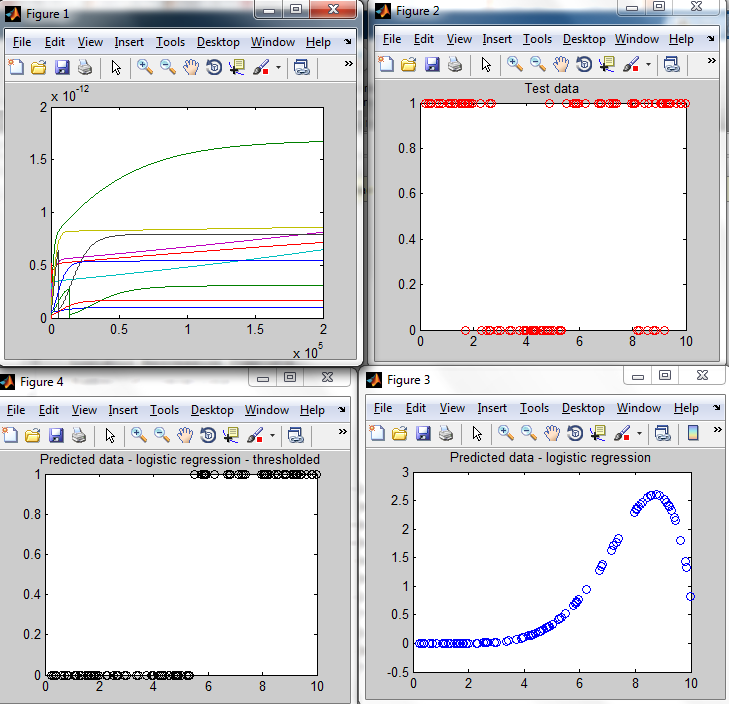 Figure 1
File Edit View Insert Tools Desktop Window Help
»
x 10^-12
2
1.5
1
0.5
0
0 0.5 1 1.5 2
x 10^5
Figure 2
File Edit View Insert Tools Desktop Window Help
»
Test data
1
0.8
0.6
0.4
0.2
0
0 2 4 6 8 10
Figure 4
File Edit View Insert Tools Desktop Window Help
»
Predicted data - logistic regression - thresholded
1
0.8
0.6
0.4
0.2
0
0 2 4 6 8 10
Figure 3
File Edit View Insert Tools Desktop Window Help
»
Predicted data - logistic regression
3
2.5
2
1.5
1
0.5
0
-0.5
0 2 4 6 8 10